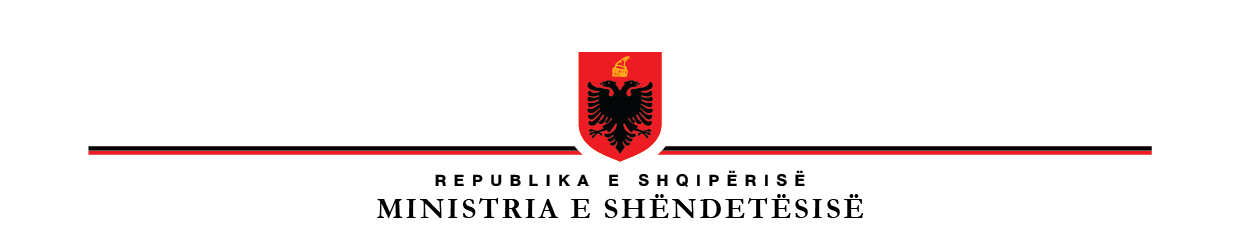 REPUBLIKA E SHQIPËRISË
MINISTRIA E SHËNDETËSISË